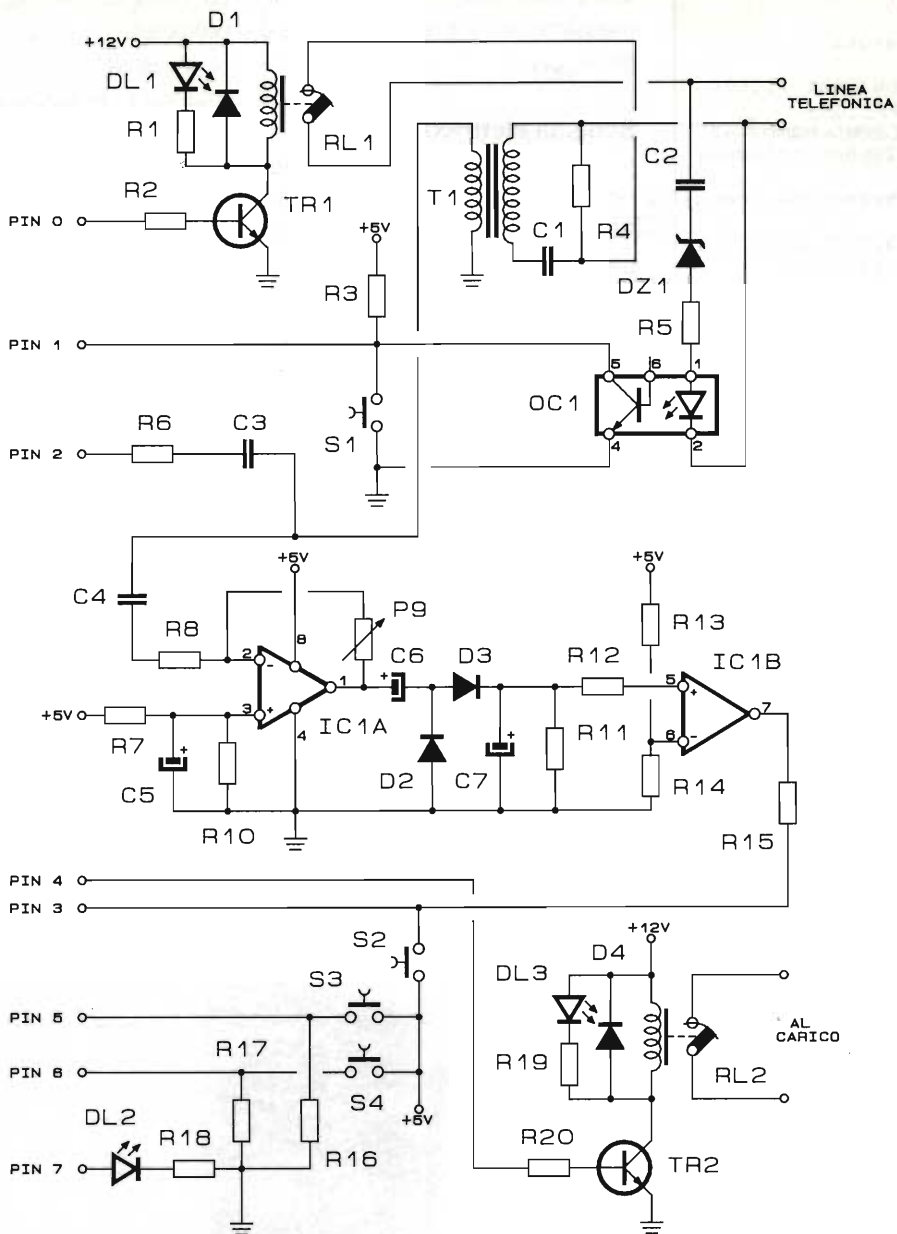 D1
+12V
DL1
R1
RL1
R2
TR1
PIN 0
LINEA
TELEFONICA
C2
T1
C1
R4
DZ1
R5
+5V
R3
PIN 1
5 6 1
OC1
4 2
S1
R6
C3
PIN 2
+5V
C4
R8
P9
8
2 -
1
+5V
3 +
4
R7
IC1A
C5
R10
C6
D3
D2
C7
R12
R11
+5V
R13
IC1B
5 +
7
6 -
R14
R15
PIN 4
PIN 3
S2
S3
PIN 5
R17
PIN 6
S4
+5V
DL2
R18
R16
PIN 7
+12V
D4
DL3
R19
RL2
AL
CARICO
R20
TR2